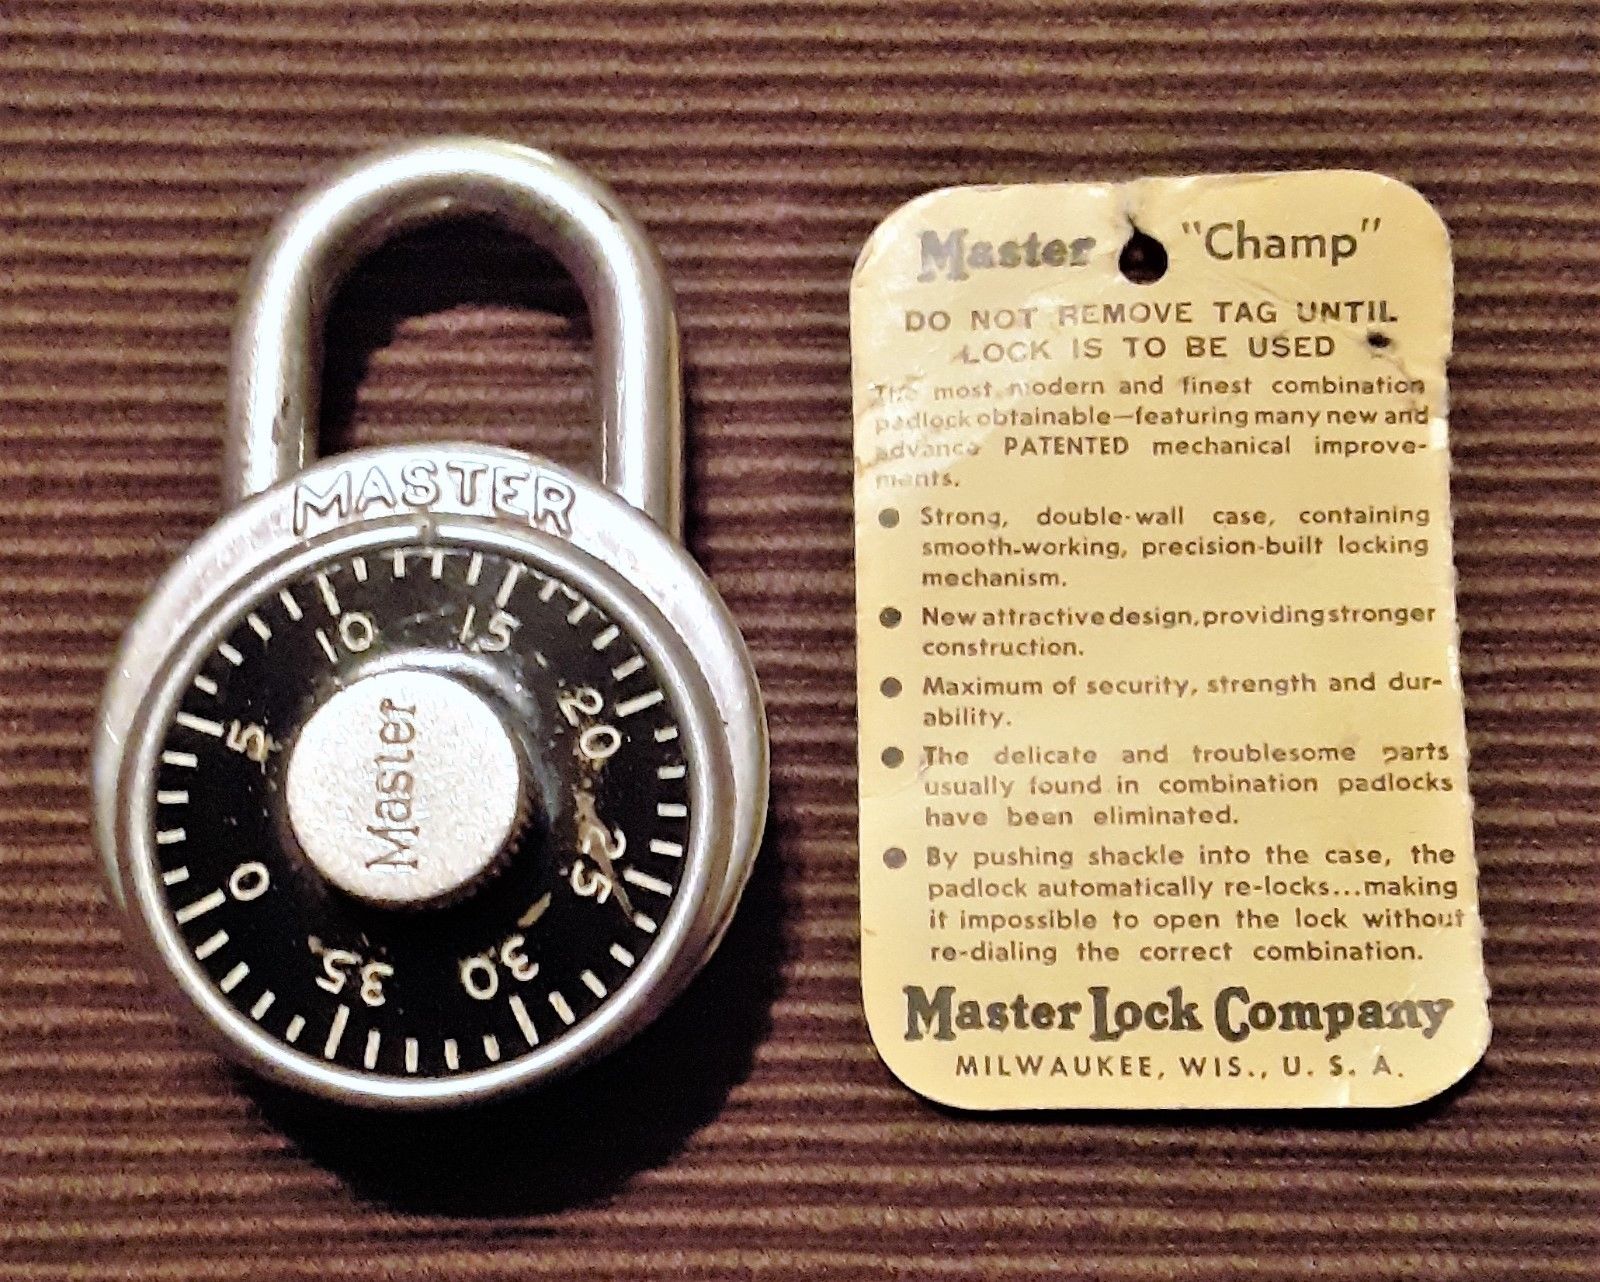 MASTER
10 15
5 20
Master
0 25
35 30
Master "Champ"
DO NOT REMOVE TAG UNTIL
LOCK IS TO BE USED
The most modern and finest combination
padlock obtainable—featuring many new and
advance PATENTED mechanical improve-
ments.
● Strong, double-wall case, containing
smooth-working, precision-built locking
mechanism.
● New attractive design, providing stronger
construction.
● Maximum of security, strength and dur-
ability.
● The delicate and troublesome parts
usually found in combination padlocks
have been eliminated.
● By pushing shackle into the case, the
padlock automatically re-locks...making
it impossible to open the lock without
re-dialing the correct combination.
Master Lock Company
MILWAUKEE, WIS., U. S. A.